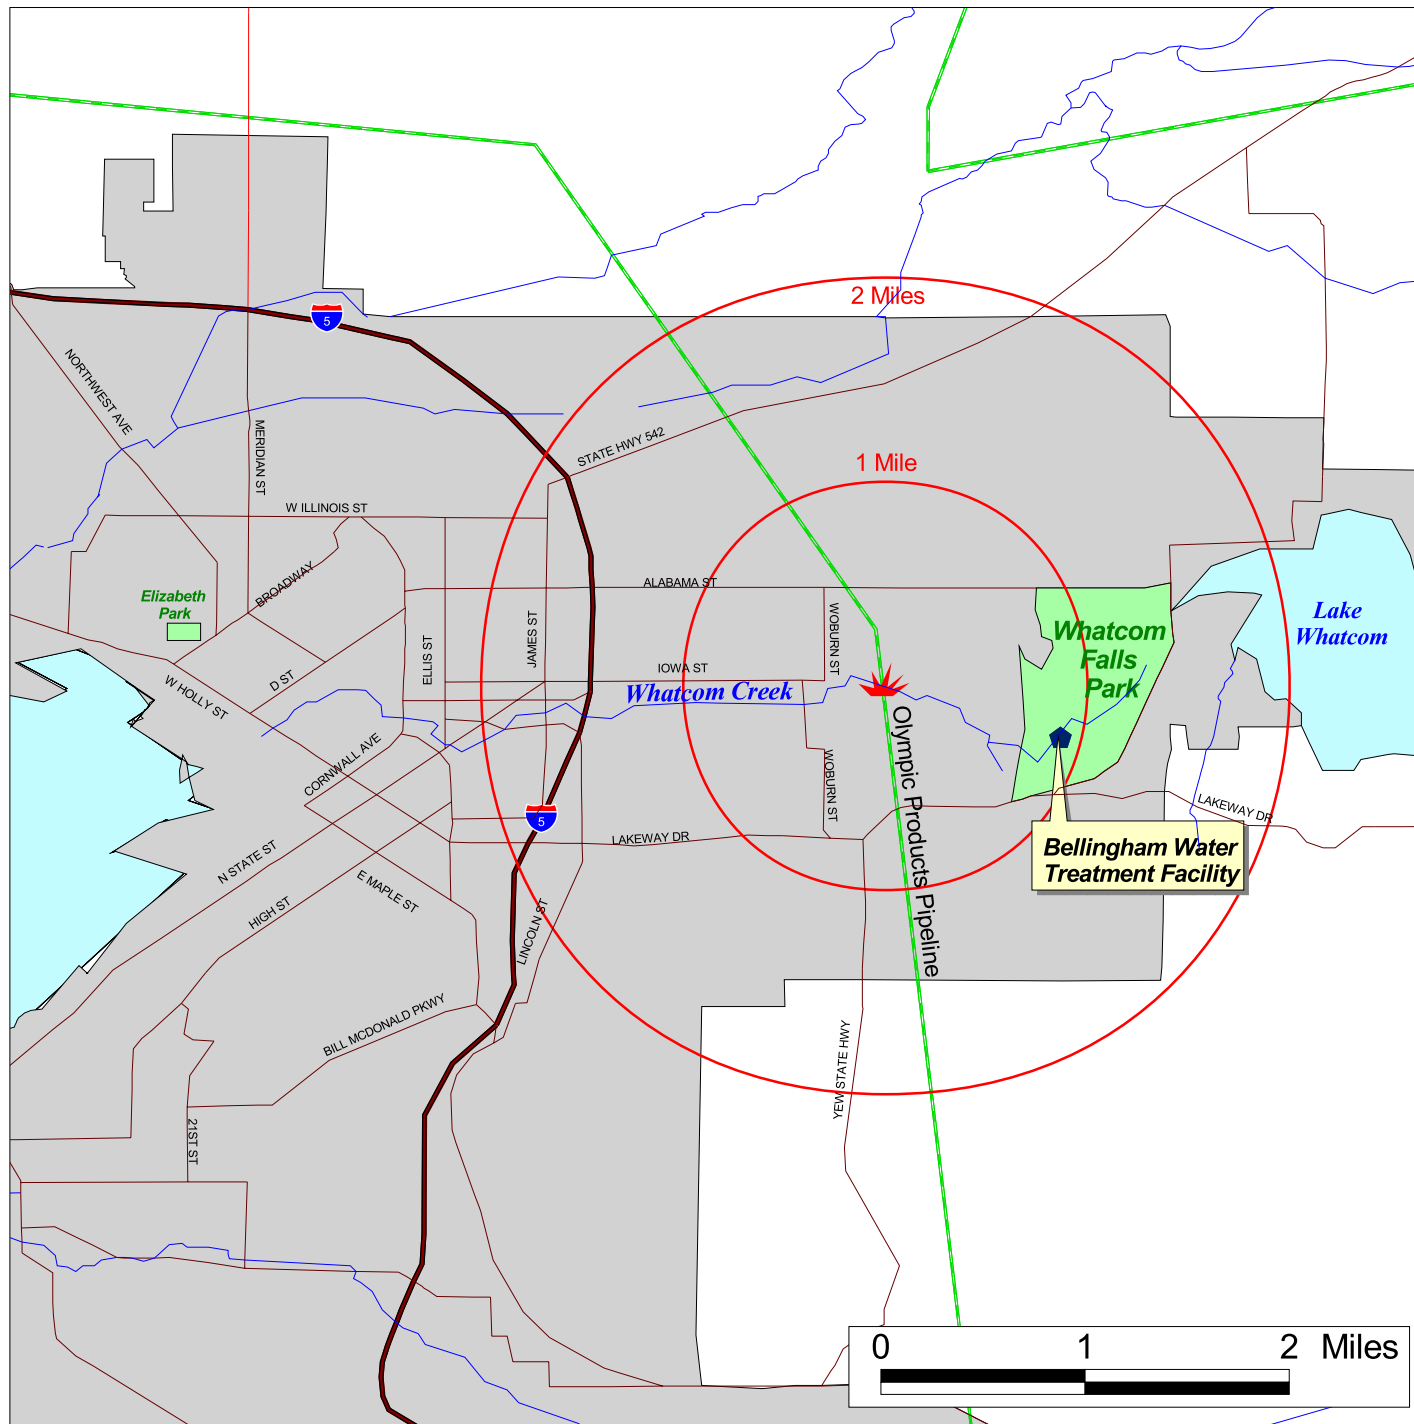 2 Miles
5
NORTHWEST AVE
MERIDIAN ST
STATE HWY 542
1 Mile
W ILLINOIS ST
BROADWAY
Elizabeth
Park
ALABAMA ST
WOBURN ST
Whatcom
Falls
Park
Lake
Whatcom
ELLIS ST
JAMES ST
IOWA ST
D ST
W HOLLY ST
Whatcom Creek
Olympic Products Pipeline
CORNWALL AVE
WOBURN ST
LAKEWAY DR
5
LAKEWAY DR
Bellingham Water
Treatment Facility
N STATE ST
E MAPLE ST
HIGH ST
LINCOLN ST
BILL MCDONALD PKWY
YEW STATE HWY
21ST ST
0 1 2 Miles